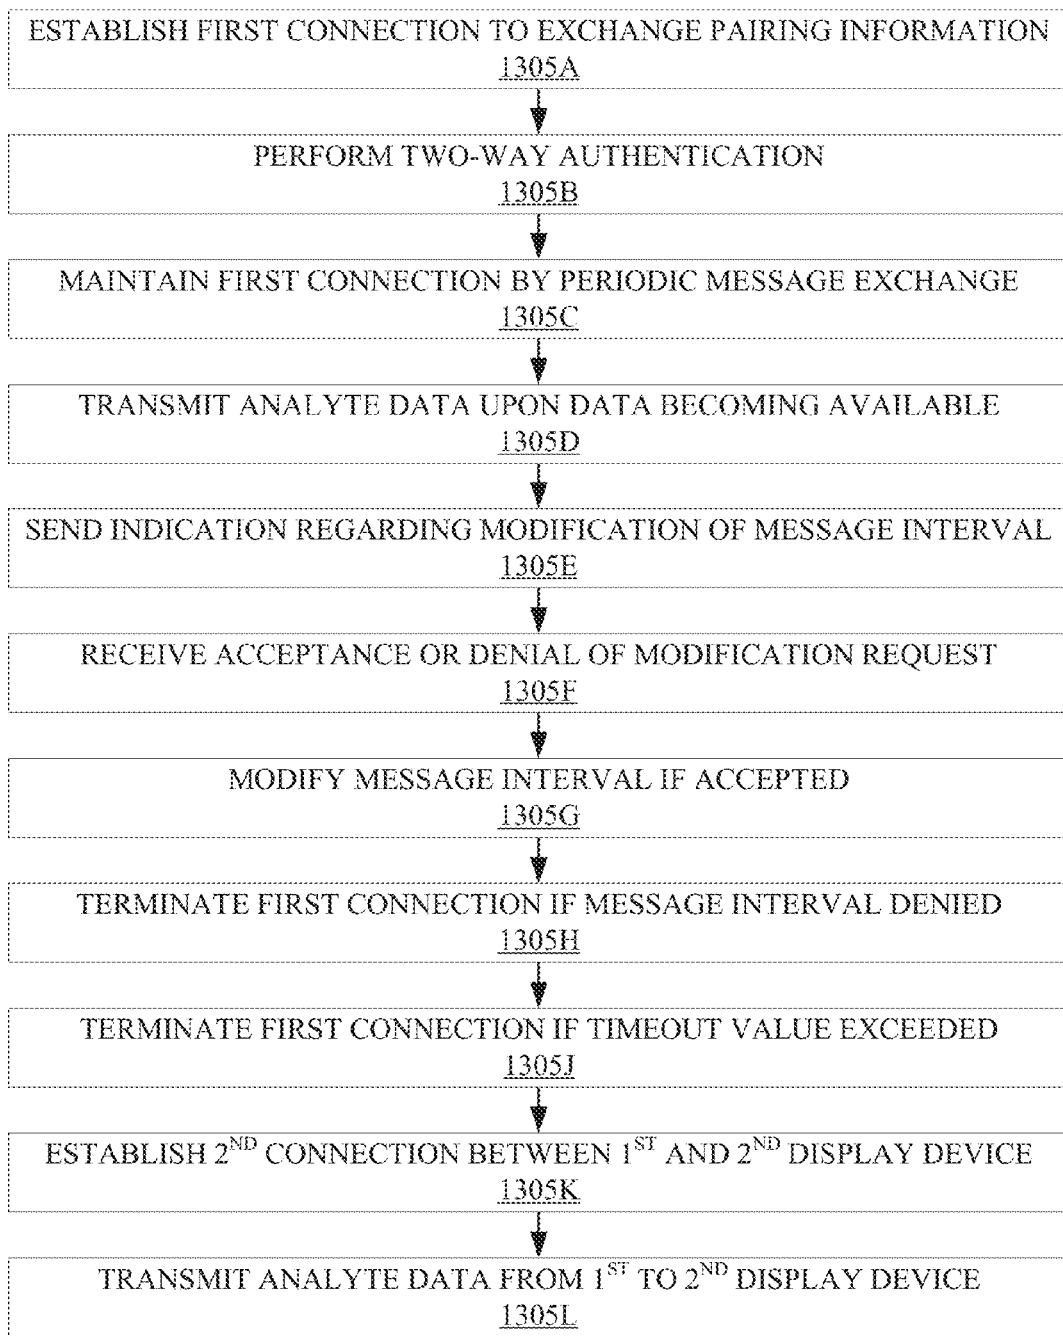 ESTABLISH FIRST CONNECTION TO EXCHANGE PAIRING INFORMATION
1305A
PERFORM TWO-WAY AUTHENTICATION
1305B
MAINTAIN FIRST CONNECTION BY PERIODIC MESSAGE EXCHANGE
1305C
TRANSMIT ANALYTE DATA UPON DATA BECOMING AVAILABLE
1305D
SEND INDICATION REGARDING MODIFICATION OF MESSAGE INTERVAL
1305E
RECEIVE ACCEPTANCE OR DENIAL OF MODIFICATION REQUEST
1305F
MODIFY MESSAGE INTERVAL IF ACCEPTED
1305G
TERMINATE FIRST CONNECTION IF MESSAGE INTERVAL DENIED
1305H
TERMINATE FIRST CONNECTION IF TIMEOUT VALUE EXCEEDED
1305J
ESTABLISH 2ND CONNECTION BETWEEN 1ST AND 2ND DISPLAY DEVICE
1305K
TRANSMIT ANALYTE DATA FROM 1ST TO 2ND DISPLAY DEVICE
1305L